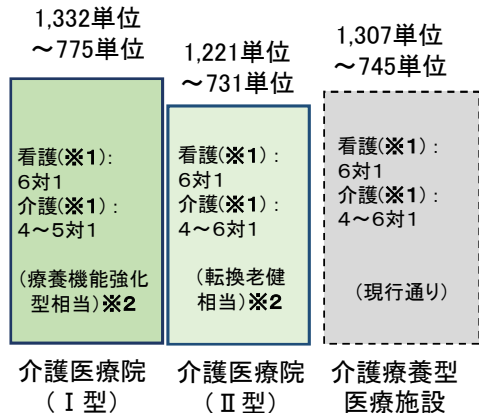 1,332単位
～775単位
1,221単位
～731単位
1,307単位
～745単位
看護(※1)：
6対1
介護(※1)：
4～5対1
(療養機能強化
型相当)※2
看護(※1)：
6対1
介護(※1)：
4～6対1
(転換老健
相当)※2
看護(※1)：
6対1
介護(※1)：
4～6対1
(現行通り)
介護医療院
(Ⅰ型)
介護医療院
(Ⅱ型)
介護療養型
医療施設